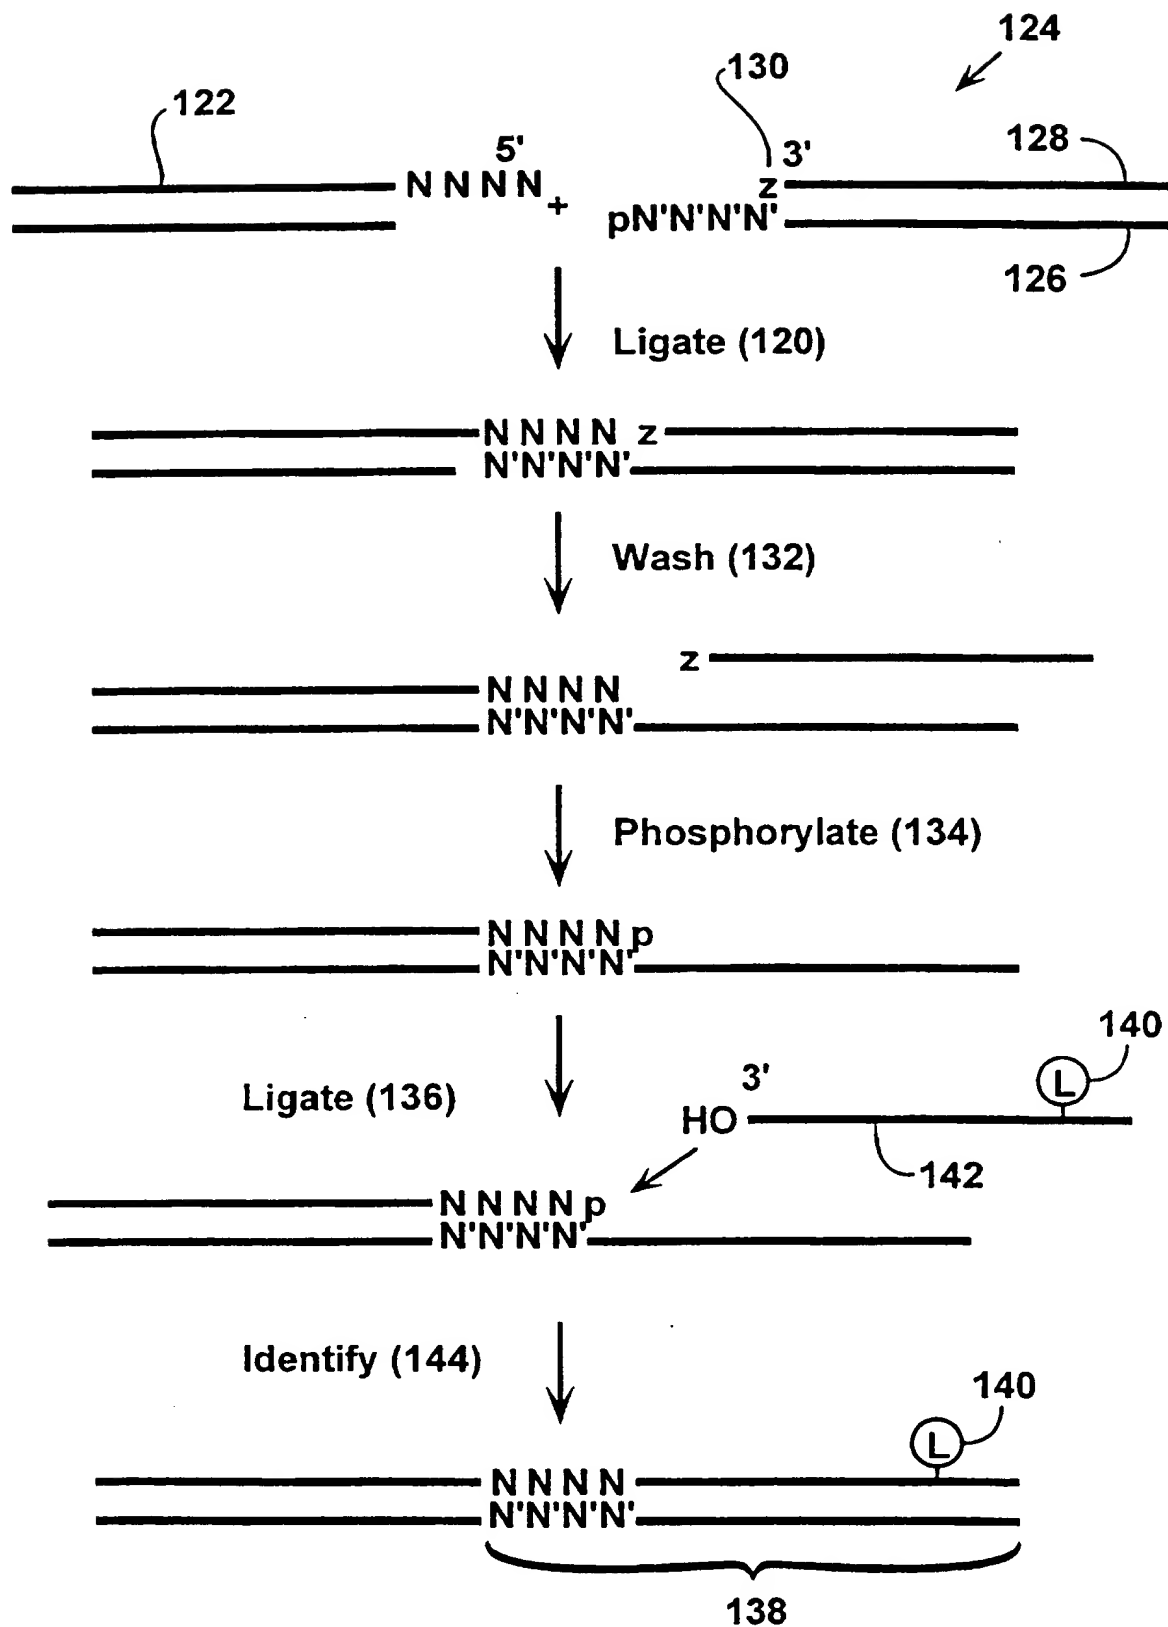 124
130
122
5'
3'
128
N N N N
+
z
pN'N'N'N'
126
Ligate (120)
N N N N z
N'N'N'N'
Wash (132)
z
N N N N
N'N'N'N'
Phosphorylate (134)
N N N N p
N'N'N'N'
140
3'
L
Ligate (136)
HO
142
N N N N p
N'N'N'N'
Identify (144)
140
L
N N N N
N'N'N'N'
138